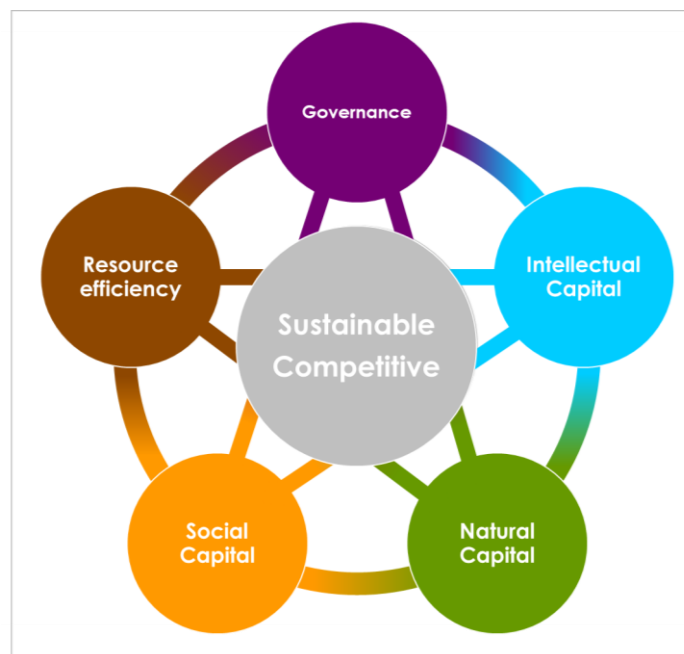 Governance
Resource
efficiency
Intellectual
Capital
Sustainable
Competitive
Social
Capital
Natural
Capital